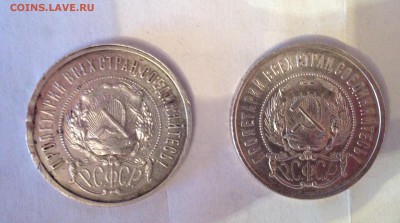 COINS.LAVE.RU
ПРОЛЕТАРИИ ВСЕХ СТРАН, СОЕДИНЯЙТЕСЬ!
РСФСР
ПРОЛЕТАРИИ ВСЕХ СТРАН, СОЕДИНЯЙТЕСЬ!
РСФСР